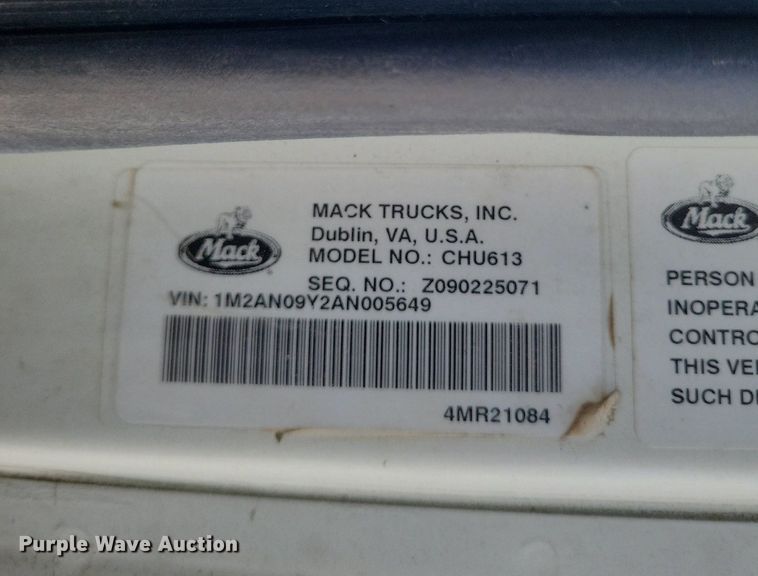 Mack
MACK TRUCKS, INC.
Dublin, VA, U.S.A.
MODEL NO.: CHU613
SEQ. NO.: Z090225071
VIN: 1M2AN09Y2AN005649
4MR21084
Mack
PERSON
INOPERA
CONTRO
THIS VE
SUCH D
Purple Wave Auction